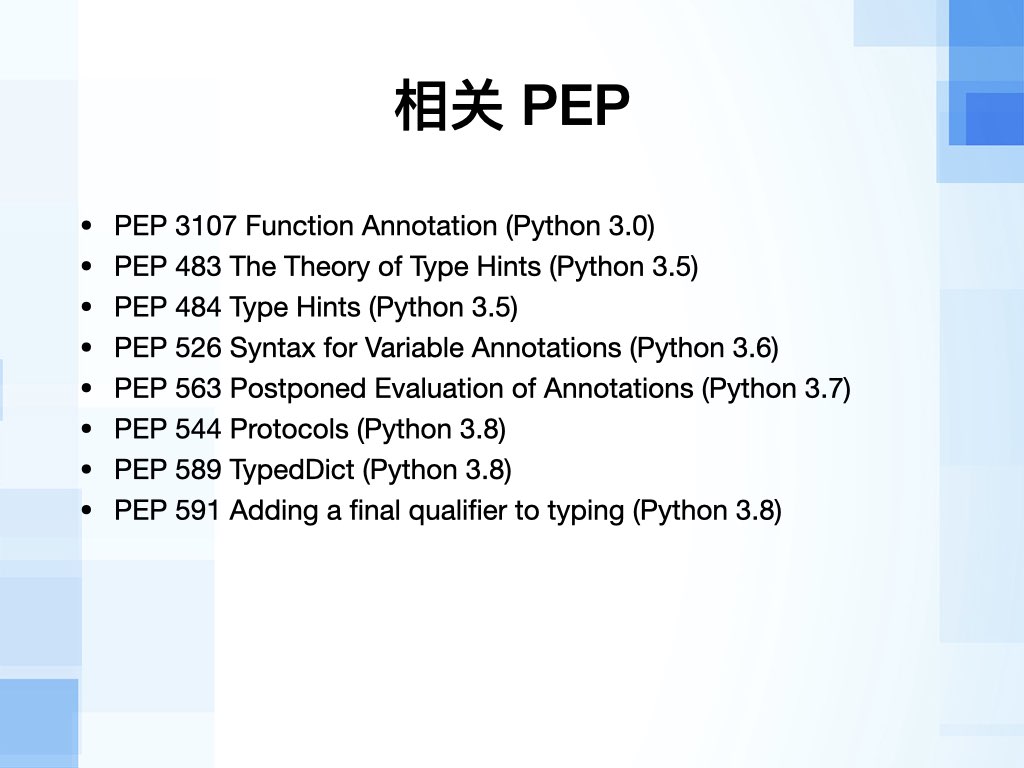 相关 PEP
• PEP 3107 Function Annotation (Python 3.0)
• PEP 483 The Theory of Type Hints (Python 3.5)
• PEP 484 Type Hints (Python 3.5)
• PEP 526 Syntax for Variable Annotations (Python 3.6)
• PEP 563 Postponed Evaluation of Annotations (Python 3.7)
• PEP 544 Protocols (Python 3.8)
• PEP 589 TypedDict (Python 3.8)
• PEP 591 Adding a final qualifier to typing (Python 3.8)